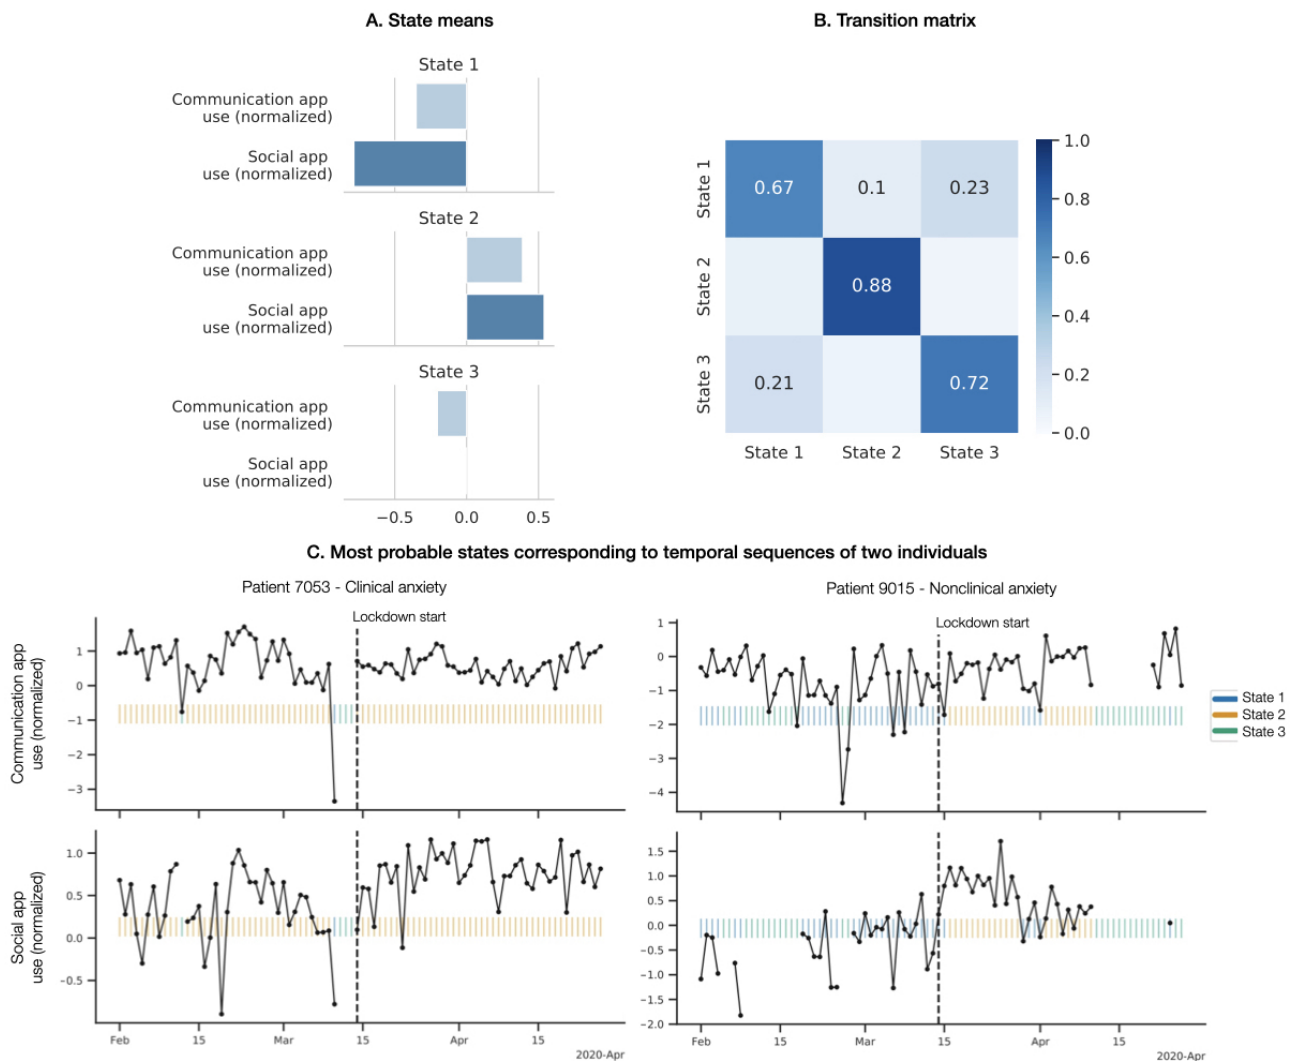 A. State means
State 1
Communication app
use (normalized)
Social app
use (normalized)
State 2
Communication app
use (normalized)
Social app
use (normalized)
State 3
Communication app
use (normalized)
Social app
use (normalized)
−0.5 0.0 0.5
B. Transition matrix
State 1 0.67 0.1 0.23
State 2 0.88
State 3 0.21 0.72
State 1 State 2 State 3
1.0
0.8
0.6
0.4
0.2
0.0
C. Most probable states corresponding to temporal sequences of two individuals
Patient 7053 - Clinical anxiety
Lockdown start
Communication app
use (normalized)
1
0
−1
−2
−3
Social app
use (normalized)
1.0
0.5
0.0
−0.5
Feb 15 Mar 15 Apr 15
2020-Apr
Patient 9015 - Nonclinical anxiety
Lockdown start
1
0
−1
−2
−3
−4
1.5
1.0
0.5
0.0
−0.5
−1.0
−1.5
−2.0
Feb 15 Mar 15 Apr 15
2020-Apr
State 1
State 2
State 3